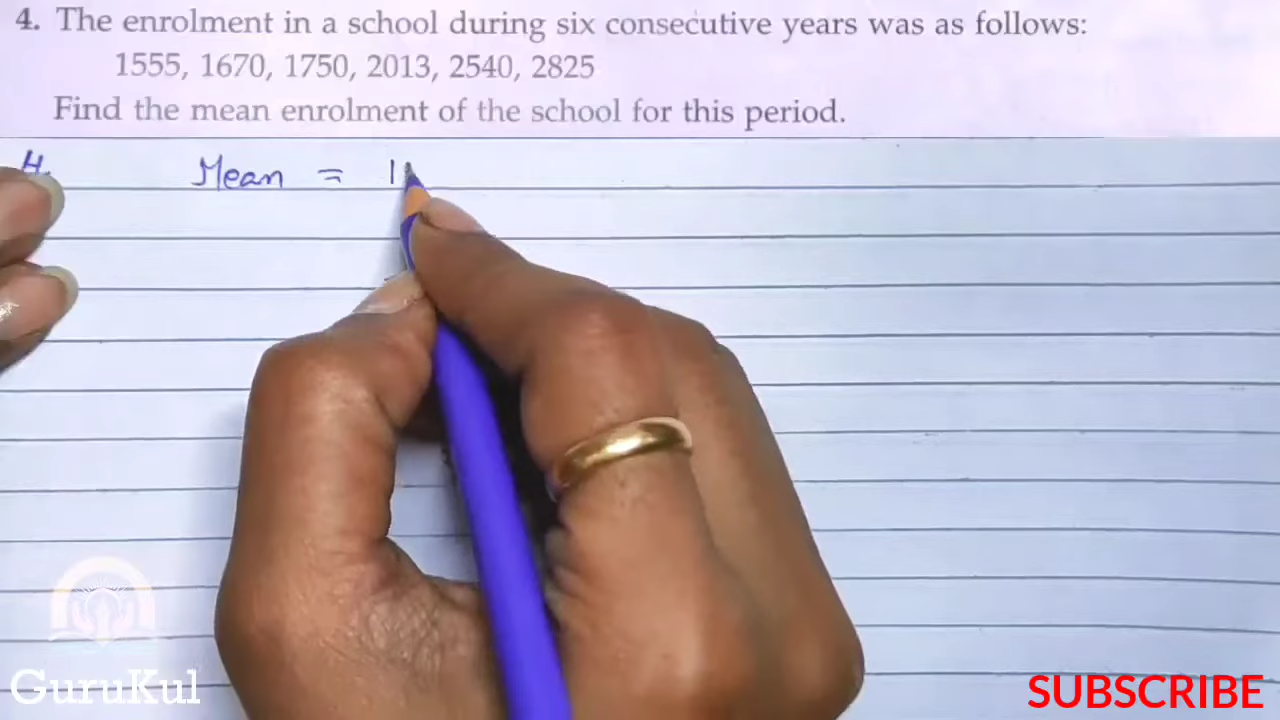 4. The enrolment in a school during six consecutive years was as follows:
1555, 1670, 1750, 2013, 2540, 2825
Find the mean enrolment of the school for this period.
4. Mean = 1
GuruKul
SUBSCRIBE